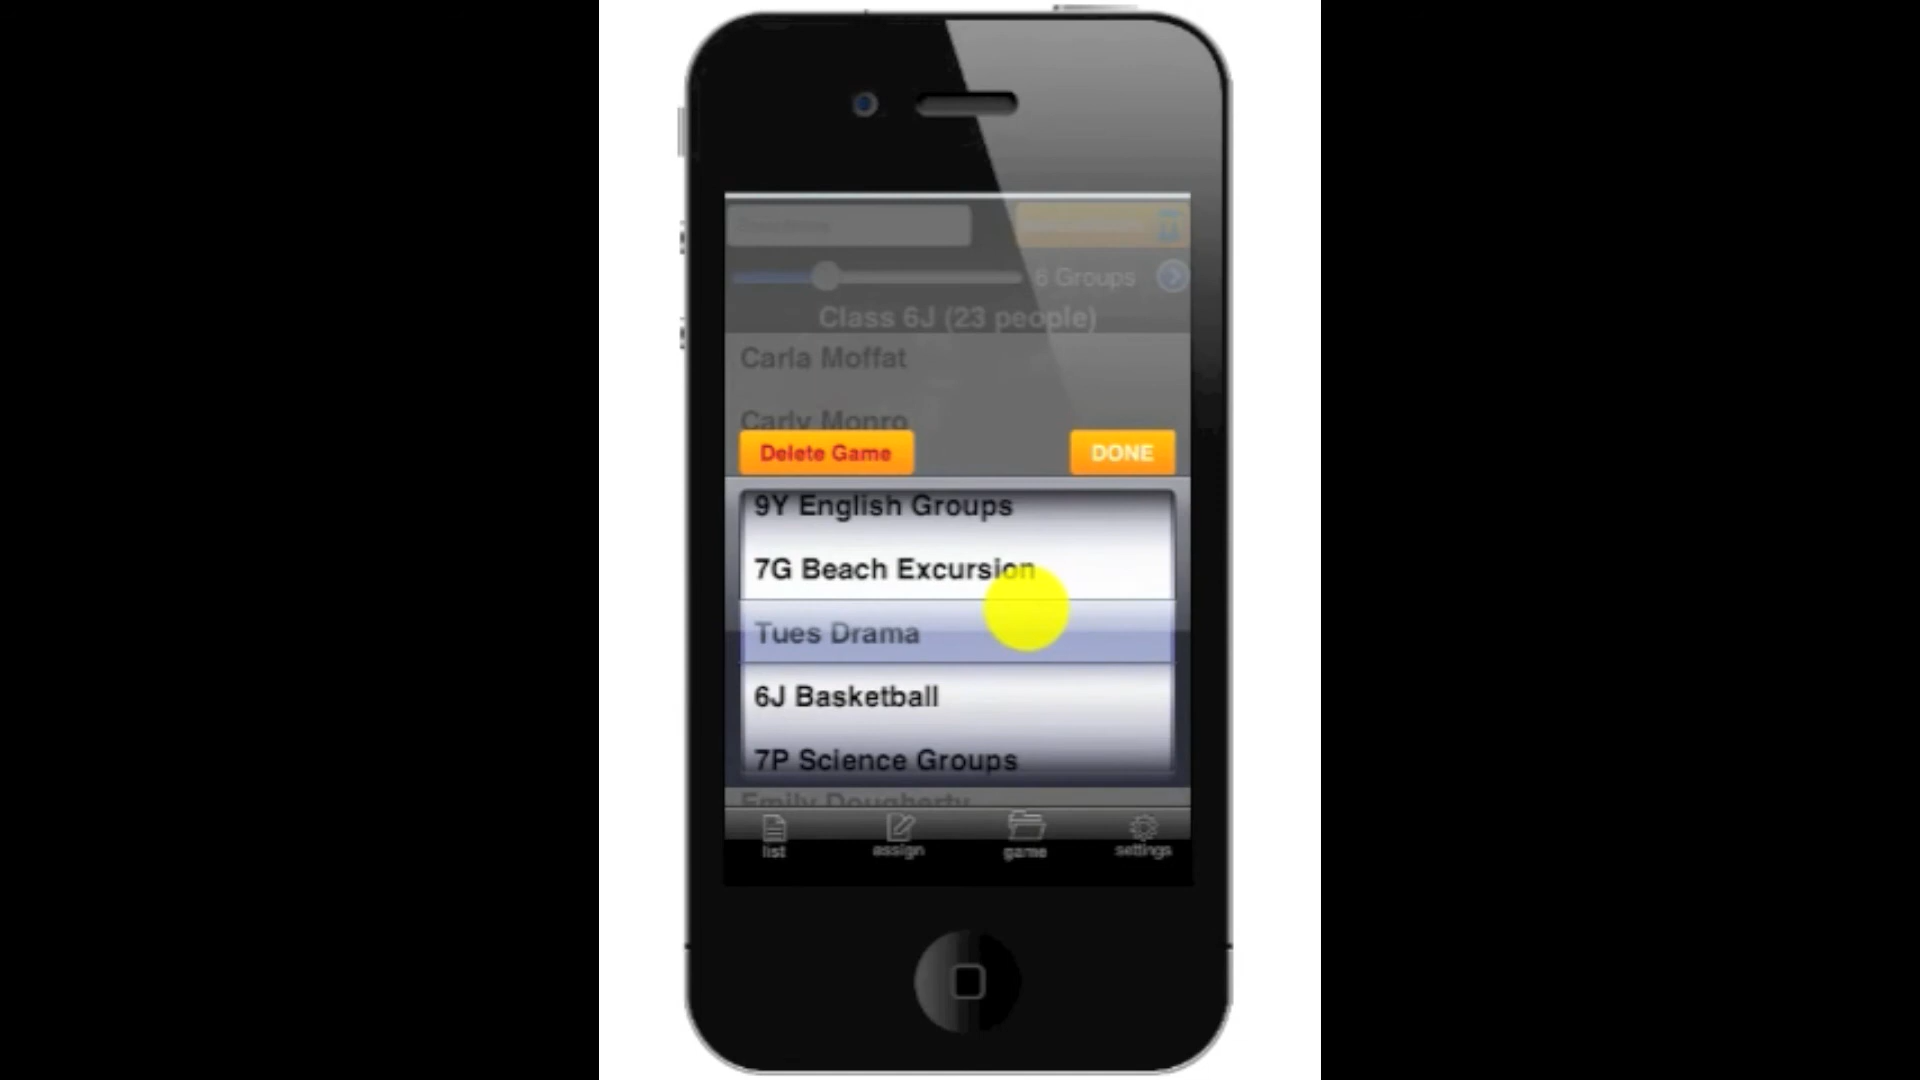 6 Groups
Class 6J (23 people)
Carla Moffat
Carly Monro
Delete Game
DONE
9Y English Groups
7G Beach Excursion
Tues Drama
6J Basketball
7P Science Groups
Emily Dougherty
list
assign
game
settings